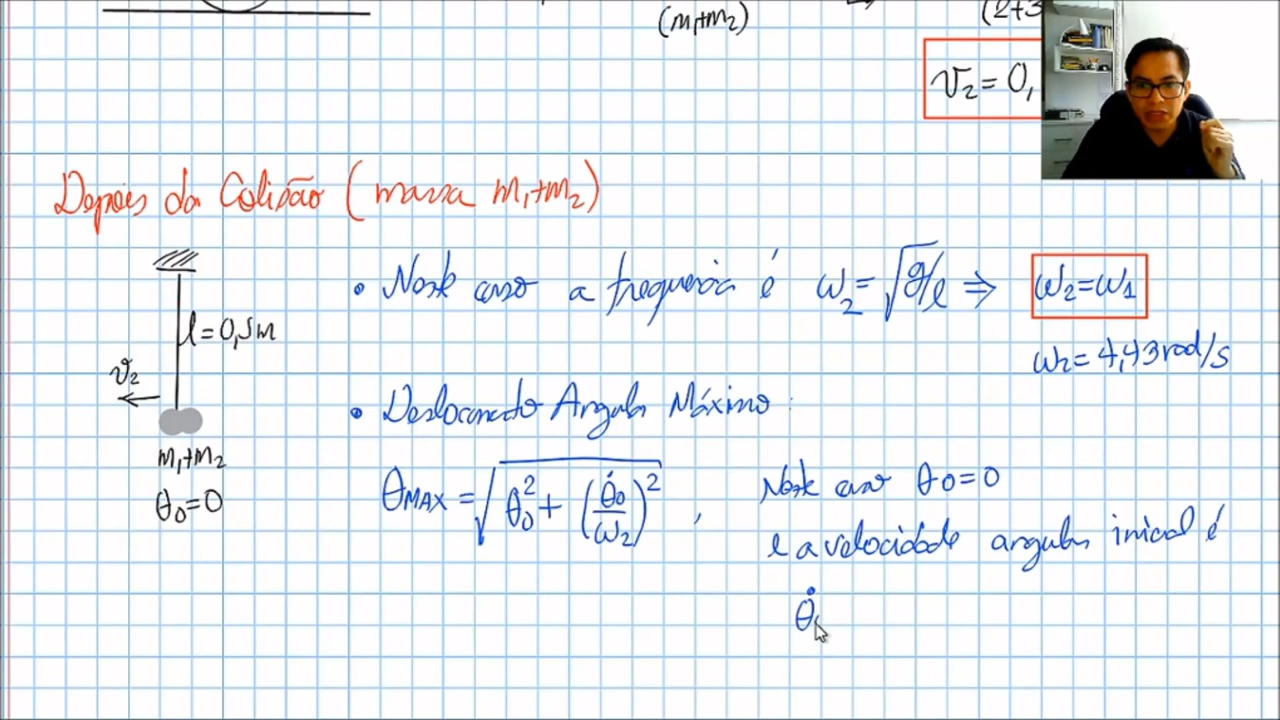 (m₁+m₂)
(2+3
v₂ = 0,
Depois da Colisão (massa m₁+m₂)
• Neste caso a frequência é ω₂ = √g/l ⇒ ω₂=ω₁
l = 0,5m
ω₂ = 4,43 rad/s
v₂
• Deslocamento Angular Máximo :
m₁+m₂
θ₀=0
θMAX = √θ₀² + (θ̇₀/ω₂)² ,
Neste caso θ₀=0
e a velocidade angular inicial é
θ̇